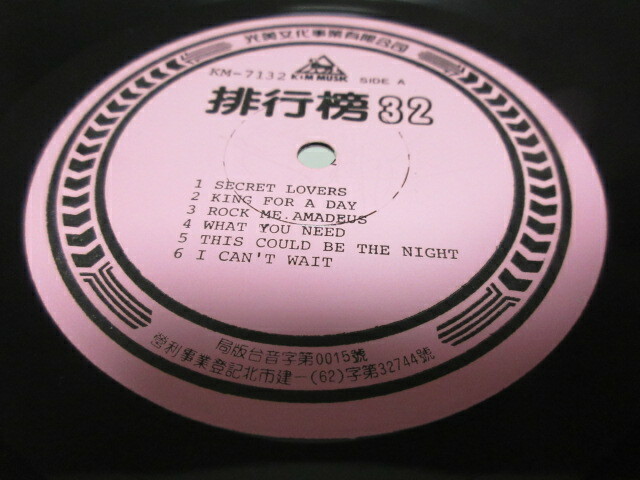 光美文化事業有限公司
KM-7132 K&M MUSIC SIDE A
排行榜32
1 SECRET LOVERS
2 KING FOR A DAY
3 ROCK ME.AMADEUS
4 WHAT YOU NEED
5 THIS COULD BE THE NIGHT
6 I CAN'T WAIT
局版台音字第0015號
營利事業登記北市建一(62)字第32744號